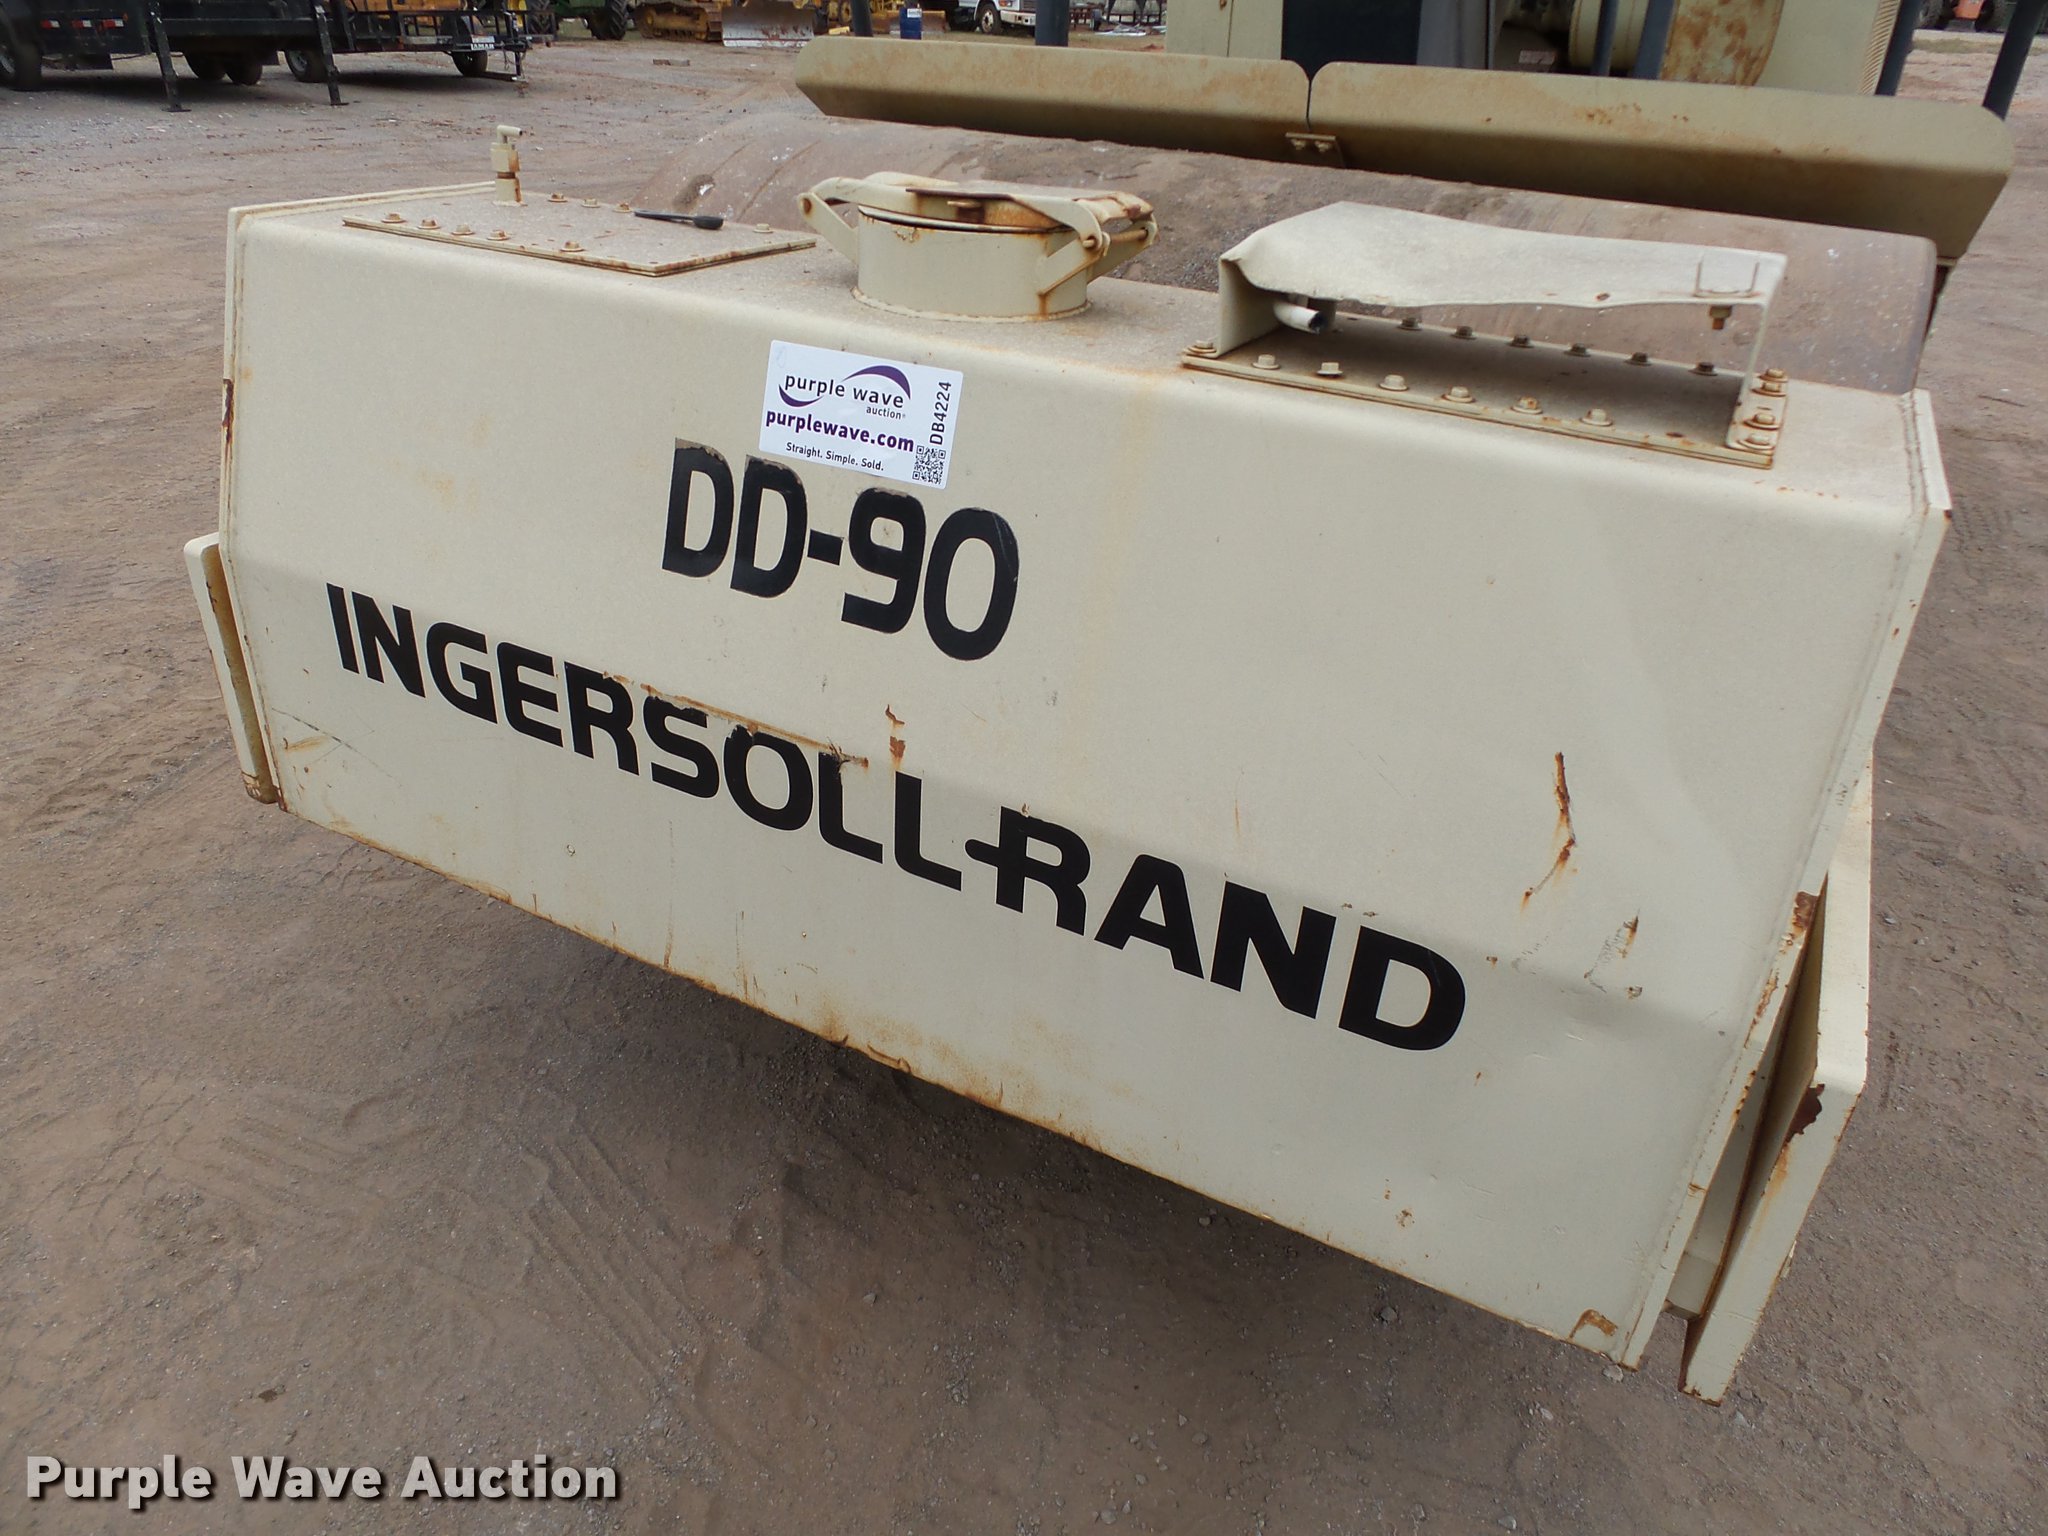 purple wave
auction®
purplewave.com
Straight. Simple. Sold.
DB4224
DD-90
INGERSOLL-RAND
Purple Wave Auction